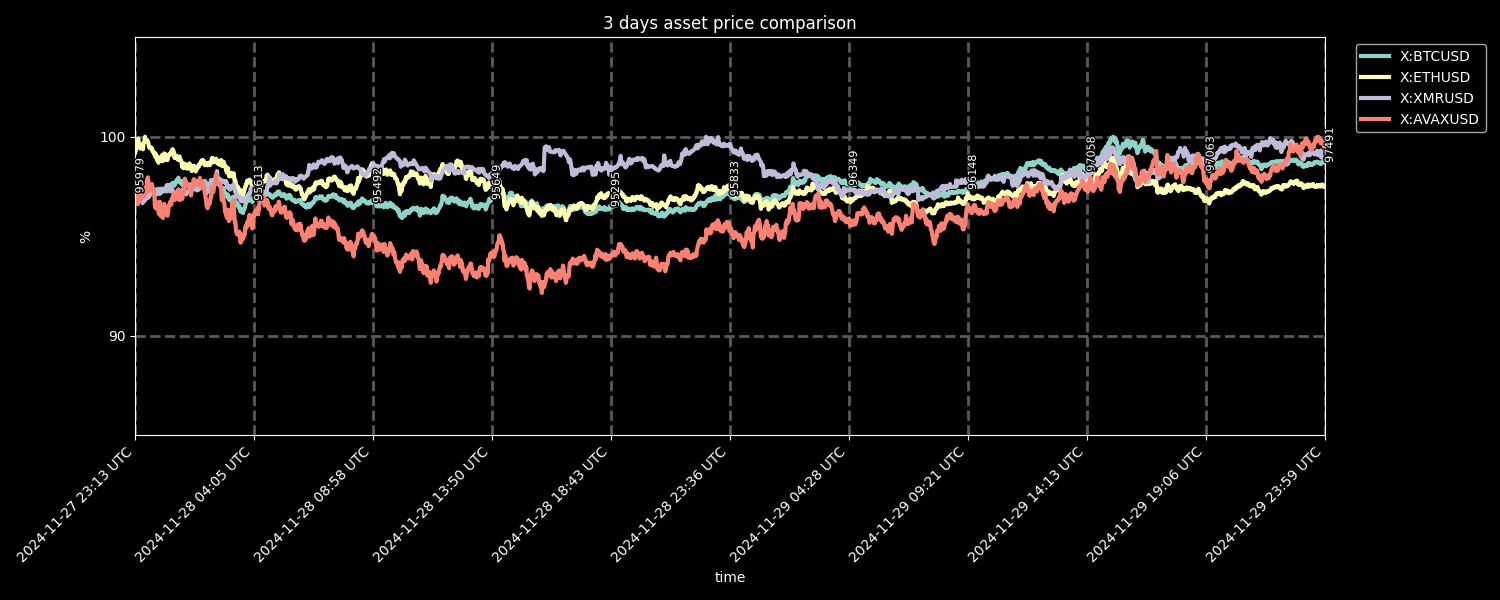 3 days asset price comparison
X:BTCUSD
X:ETHUSD
X:XMRUSD
X:AVAXUSD
100
90
%
95979
95613
95492
95649
95295
95833
96349
96148
97058
97063
97491
2024-11-27 23:13 UTC
2024-11-28 04:05 UTC
2024-11-28 08:58 UTC
2024-11-28 13:50 UTC
2024-11-28 18:43 UTC
2024-11-28 23:36 UTC
2024-11-29 04:28 UTC
2024-11-29 09:21 UTC
2024-11-29 14:13 UTC
2024-11-29 19:06 UTC
2024-11-29 23:59 UTC
time